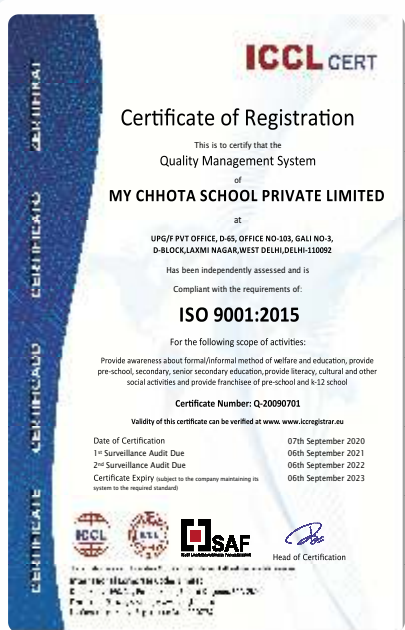 ICCL CERT
Certificate of Registration
This is to certify that the
Quality Management System
of
MY CHHOTA SCHOOL PRIVATE LIMITED
at
UPG/F PVT OFFICE, D-65, OFFICE NO-103, GALI NO-3,
D-BLOCK,LAXMI NAGAR,WEST DELHI,DELHI-110092
Has been independently assessed and is
Compliant with the requirements of:
ISO 9001:2015
For the following scope of activities:
Provide awareness about formal/informal method of welfare and education, provide
pre-school, secondary, senior secondary education,provide literacy, cultural and other
social activities and provide franchisee of pre-school and k-12 school
Certificate Number: Q-20090701
Validity of this certificate can be verified at www. www.iccregistrar.eu
Date of Certification 07th September 2020
1st Surveillance Audit Due 06th September 2021
2nd Surveillance Audit Due 06th September 2022
Certificate Expiry (subject to the company maintaining its 06th September 2023
system to the required standard)
ICCL
SAF
Head of Certification
CERTIFICATE
CERTIFICADO
CERTIFICATO
ZERTIFIKAT